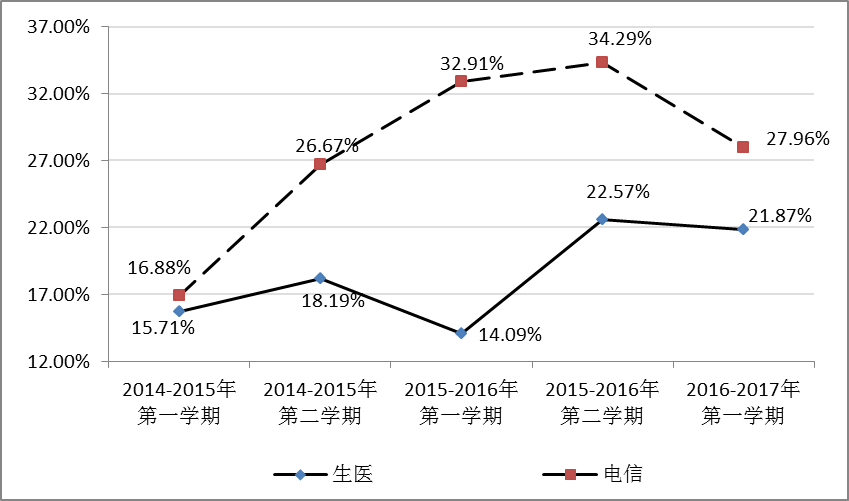 37.00%
32.00%
27.00%
22.00%
17.00%
12.00%
16.88%
26.67%
32.91%
34.29%
27.96%
15.71%
18.19%
14.09%
22.57%
21.87%
2014-2015年
第一学期
2014-2015年
第二学期
2015-2016年
第一学期
2015-2016年
第二学期
2016-2017年
第一学期
生医
电信